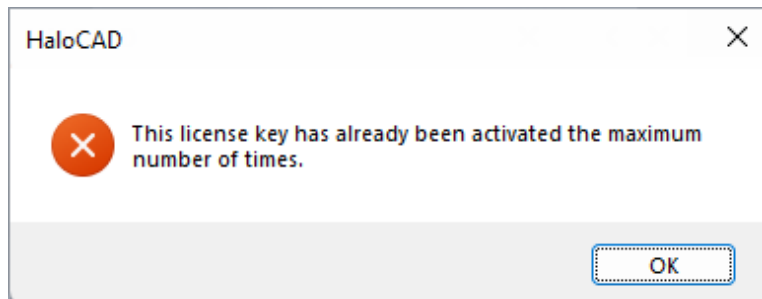 HaloCAD
This license key has already been activated the maximum
number of times.
OK